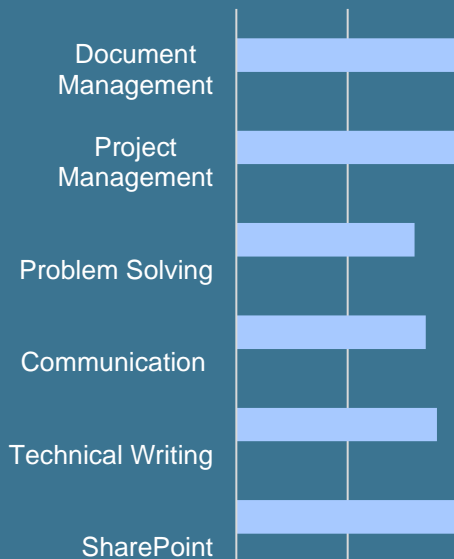 Document
Management
Project
Management
Problem Solving
Communication
Technical Writing
SharePoint